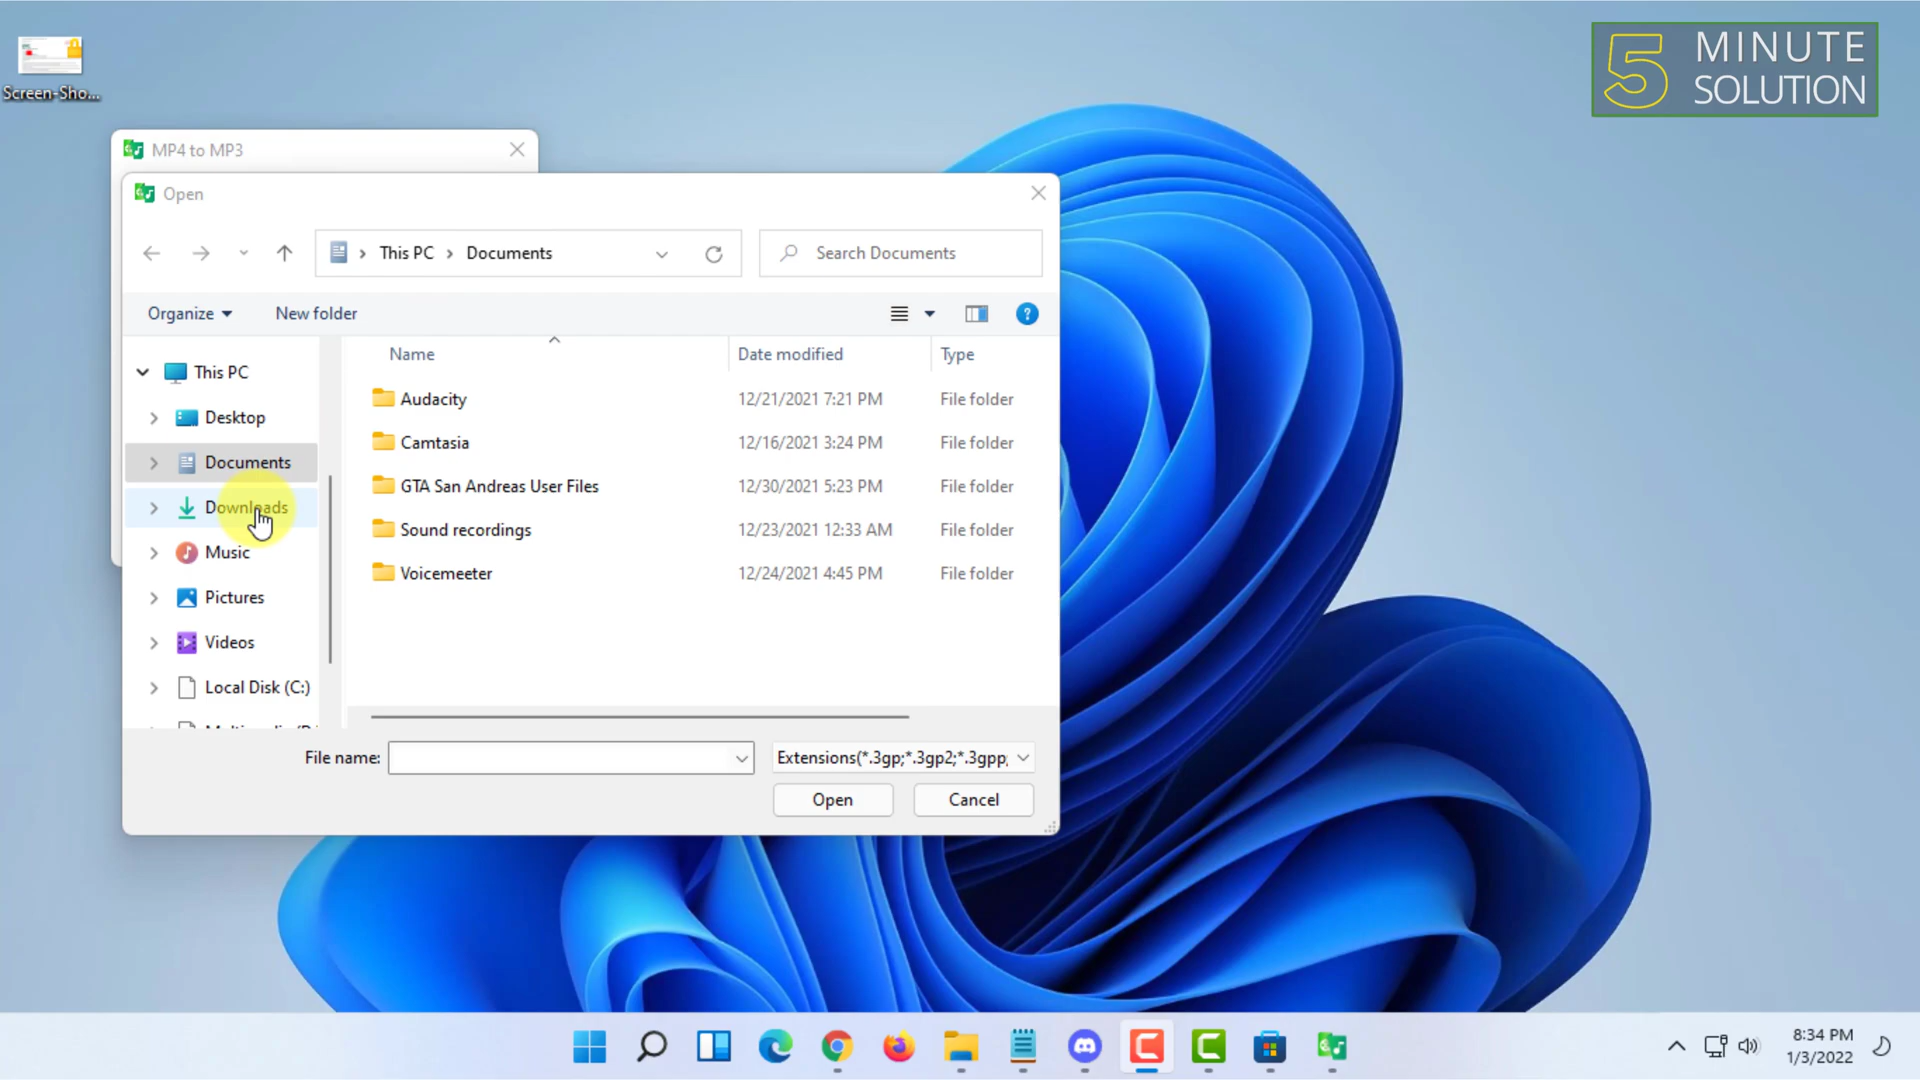 Screen-Sho...
5 MINUTE
SOLUTION
MP4 to MP3
Open
This PC > Documents
Search Documents
Organize
New folder
Name
Date modified
Type
This PC
Desktop
Documents
Downloads
Music
Pictures
Videos
Local Disk (C:)
Audacity 12/21/2021 7:21 PM File folder
Camtasia 12/16/2021 3:24 PM File folder
GTA San Andreas User Files 12/30/2021 5:23 PM File folder
Sound recordings 12/23/2021 12:33 AM File folder
Voicemeeter 12/24/2021 4:45 PM File folder
File name:
Extensions(*.3gp;*.3gp2;*.3gpp;
Open
Cancel
8:34 PM
1/3/2022